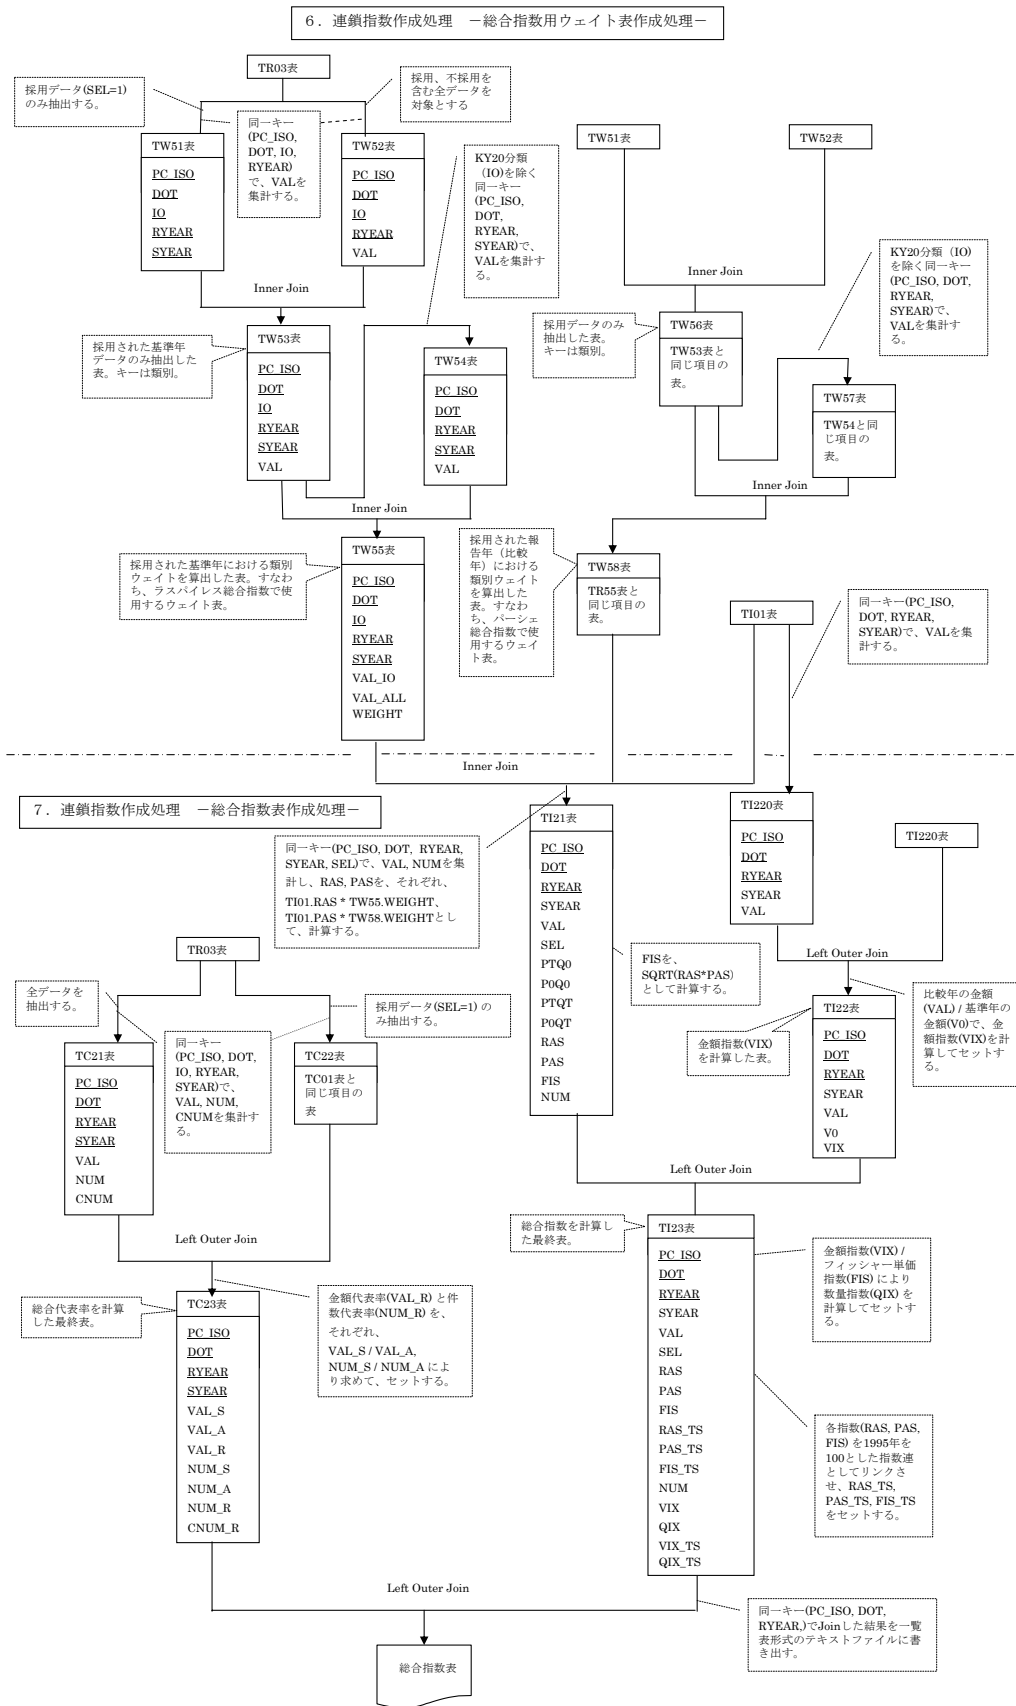 ６．連鎖指数作成処理　－総合指数用ウェイト表作成処理－
TR03表
採用データ(SEL=1)
のみ抽出する。
同一キー
(PC_ISO,
DOT, IO,
RYEAR)
で、VALを
集計する。
採用、不採用を
含む全データを
対象とする
TW51表
PC_ISO
DOT
IO
RYEAR
SYEAR
TW52表
PC_ISO
DOT
IO
RYEAR
VAL
KY20分類
（IO)を除く
同一キー
(PC_ISO,
DOT,
RYEAR,
SYEAR)で、
VALを集計す
る。
TW51表
TW52表
Inner Join
Inner Join
KY20分類（IO)
を除く同一キー
(PC_ISO, DOT,
RYEAR,
SYEAR)で、
VALを集計す
る。
採用された基準年
データのみ抽出した
表。キーは類別。
TW53表
PC_ISO
DOT
IO
RYEAR
SYEAR
VAL
TW54表
PC_ISO
DOT
RYEAR
SYEAR
VAL
採用データのみ
抽出した表。
キーは類別。
TW56表
TW53表と
同じ項目の
表。
TW57表
TW54と同
じ項目の
表。
Inner Join
Inner Join
採用された基準年における類別
ウェイトを算出した表。すなわ
ち、ラスパイレス総合指数で使
用するウェイト表。
TW55表
PC_ISO
DOT
IO
RYEAR
SYEAR
VAL_IO
VAL_ALL
WEIGHT
採用された報
告年（比較
年）における
類別ウェイト
を算出した
表。すなわ
ち、パーシェ
総合指数で使
用するウェイ
ト表。
TW58表
TR55表と
同じ項目の
表。
TI01表
同一キー(PC_ISO,
DOT, RYEAR,
SYEAR)で、VALを集
計する。
Inner Join
７．連鎖指数作成処理　－総合指数表作成処理－
同一キー(PC_ISO, DOT, RYEAR,
SYEAR, SEL)で、VAL, NUMを集
計し、RAS, PASを、それぞれ、
TI01.RAS * TW55.WEIGHT、
TI01.PAS * TW58.WEIGHTとし
て、計算する。
TI21表
PC_ISO
DOT
RYEAR
SYEAR
VAL
SEL
PTQ0
P0Q0
PTQT
P0QT
RAS
PAS
FIS
NUM
TI220表
PC_ISO
DOT
RYEAR
SYEAR
VAL
TI220表
Left Outer Join
FISを、
SQRT(RAS*PAS)
として計算する。
金額指数(VIX)
を計算した表。
TI22表
PC_ISO
DOT
RYEAR
SYEAR
VAL
V0
VIX
比較年の金額
(VAL) / 基準年の
金額(V0)で、金
額指数(VIX)を計
算してセットす
る。
TR03表
全データを
抽出する。
採用データ(SEL=1) の
み抽出する。
同一キー
(PC_ISO, DOT,
IO, RYEAR,
SYEAR)で、
VAL, NUM,
CNUMを集計す
る。
TC21表
PC_ISO
DOT
RYEAR
SYEAR
VAL
NUM
CNUM
TC22表
TC01表と
同じ項目の
表
Left Outer Join
Left Outer Join
総合代表率を計算
した最終表。
TC23表
PC_ISO
DOT
RYEAR
SYEAR
VAL_S
VAL_A
VAL_R
NUM_S
NUM_A
NUM_R
CNUM_R
金額代表率(VAL_R) と件
数代表率(NUM_R) を、
それぞれ、
VAL_S / VAL_A,
NUM_S / NUM_A によ
り求めて、セットする。
総合指数を計算し
た最終表。
TI23表
PC_ISO
DOT
RYEAR
SYEAR
VAL
SEL
RAS
PAS
FIS
RAS_TS
PAS_TS
FIS_TS
NUM
VIX
QIX
VIX_TS
QIX_TS
金額指数(VIX) /
フィッシャー単価
指数(FIS) により
数量指数(QIX) を
計算してセットす
る。
各指数(RAS, PAS,
FIS) を1995年を
100とした指数連
としてリンクさ
せ、RAS_TS,
PAS_TS, FIS_TS
をセットする。
Left Outer Join
同一キー(PC_ISO, DOT,
RYEAR,)でJoinした結果を一覧
表形式のテキストファイルに書
き出す。
総合指数表